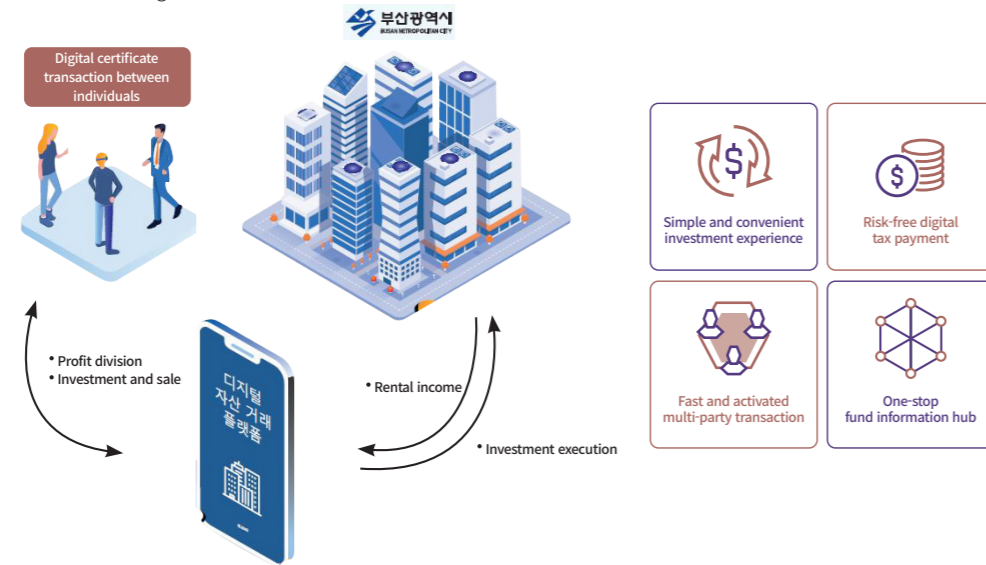 부산광역시
BUSAN METROPOLITAN CITY
Digital certificate
transaction between
individuals
• Profit division
• Investment and sale
디지털
자산 거래
플랫폼
• Rental income
• Investment execution
Simple and convenient
investment experience
Risk-free digital
tax payment
Fast and activated
multi-party transaction
One-stop
fund information hub